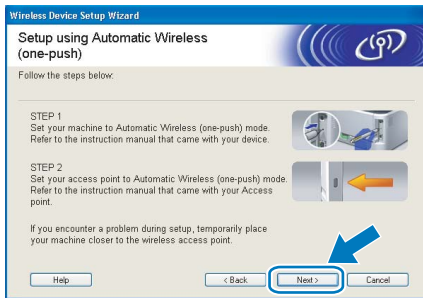 Wireless Device Setup Wizard
Setup using Automatic Wireless
(one-push)
Follow the steps below:
STEP 1
Set your machine to Automatic Wireless (one-push) mode.
Refer to the instruction manual that came with your device.
STEP 2
Set your access point to Automatic Wireless (one-push) mode.
Refer to the instruction manual that came with your Access
point.
If you encounter a problem during setup, temporarily place
your machine closer to the wireless access point.
Help
< Back
Next >
Cancel